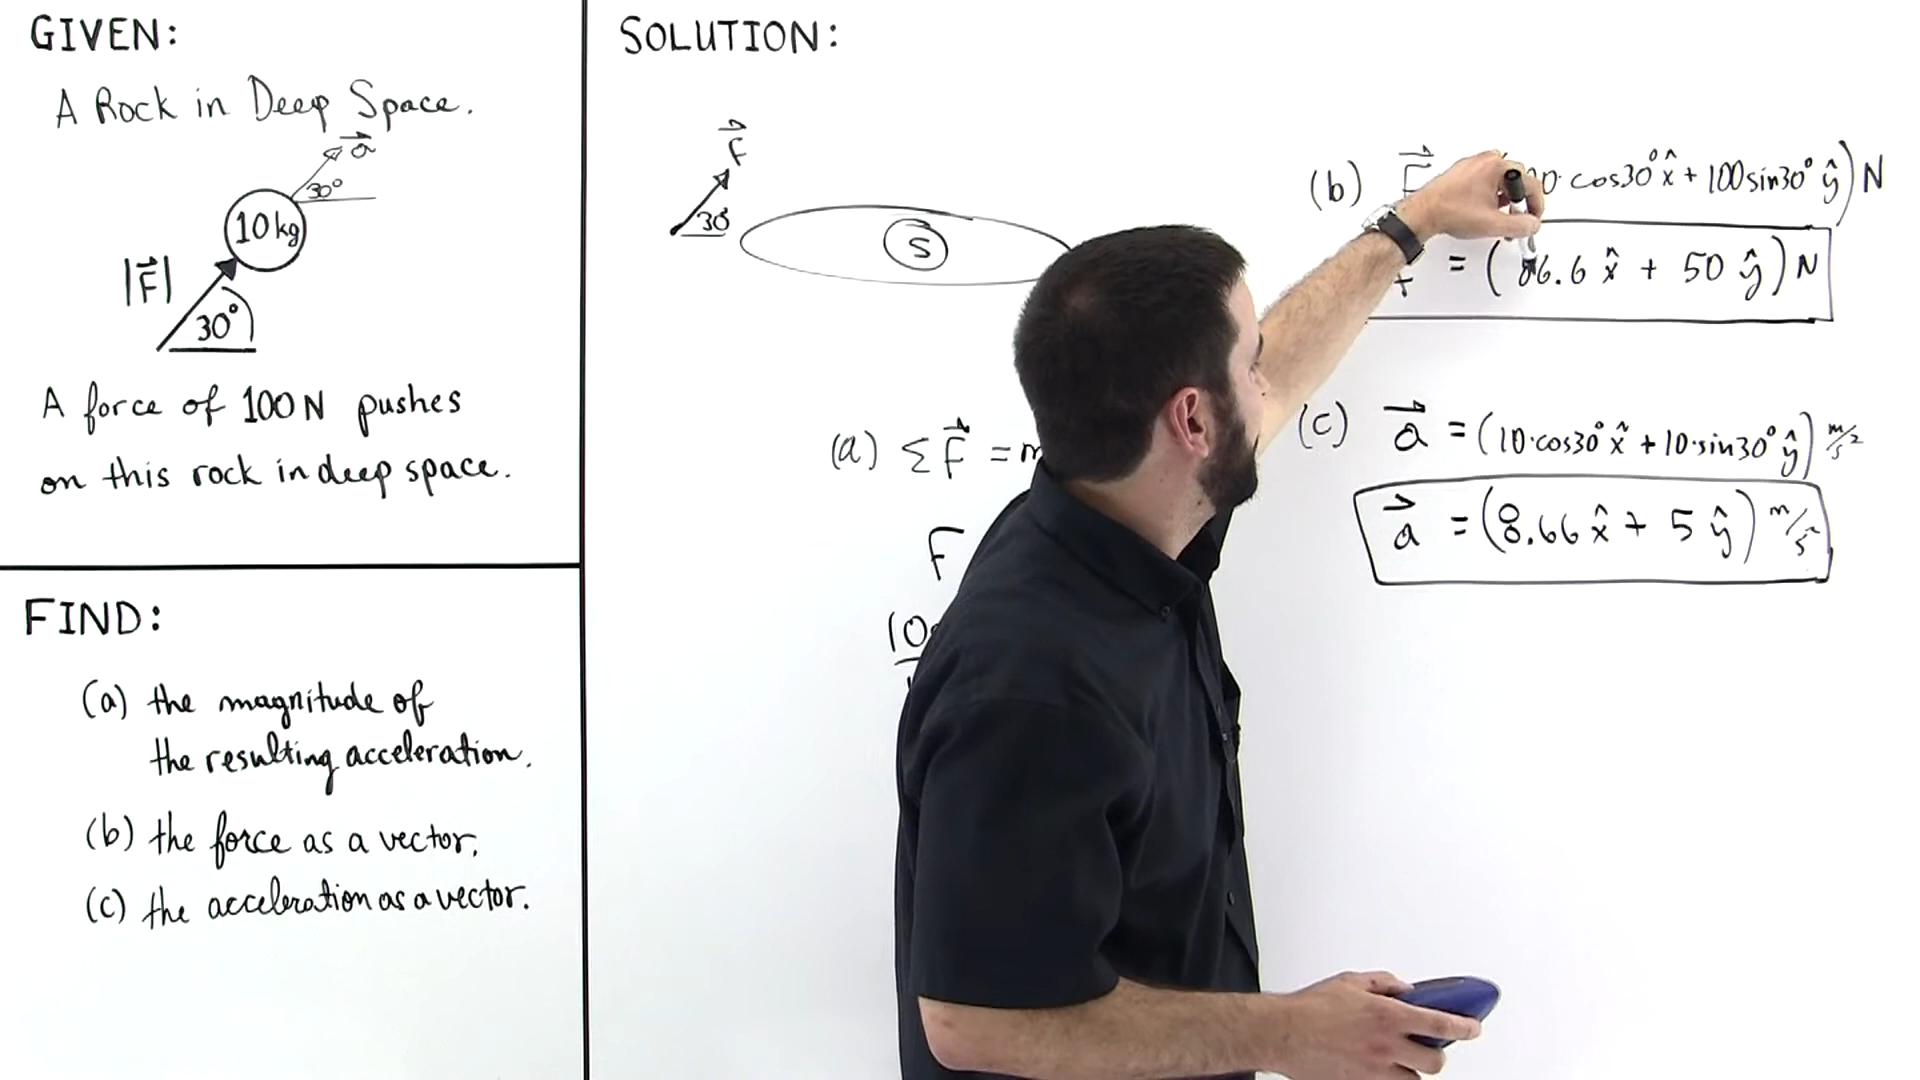 GIVEN:
A Rock in Deep Space.
a
30°
10 kg
|F|
30°
A force of 100 N pushes
on this rock in deep space.
FIND:
(a) the magnitude of
the resulting acceleration.
(b) the force as a vector.
(c) the acceleration as a vector.
SOLUTION:
F
30°
S
(a) ΣF⃗ = m
F
10
(b) cos30° x̂ + 100 sin30° ŷ) N
= (86.6 x̂ + 50 ŷ) N
(c) a⃗ = (10·cos30° x̂ + 10·sin30° ŷ) m/s²
a⃗ = (8.66 x̂ + 5 ŷ) m/s²